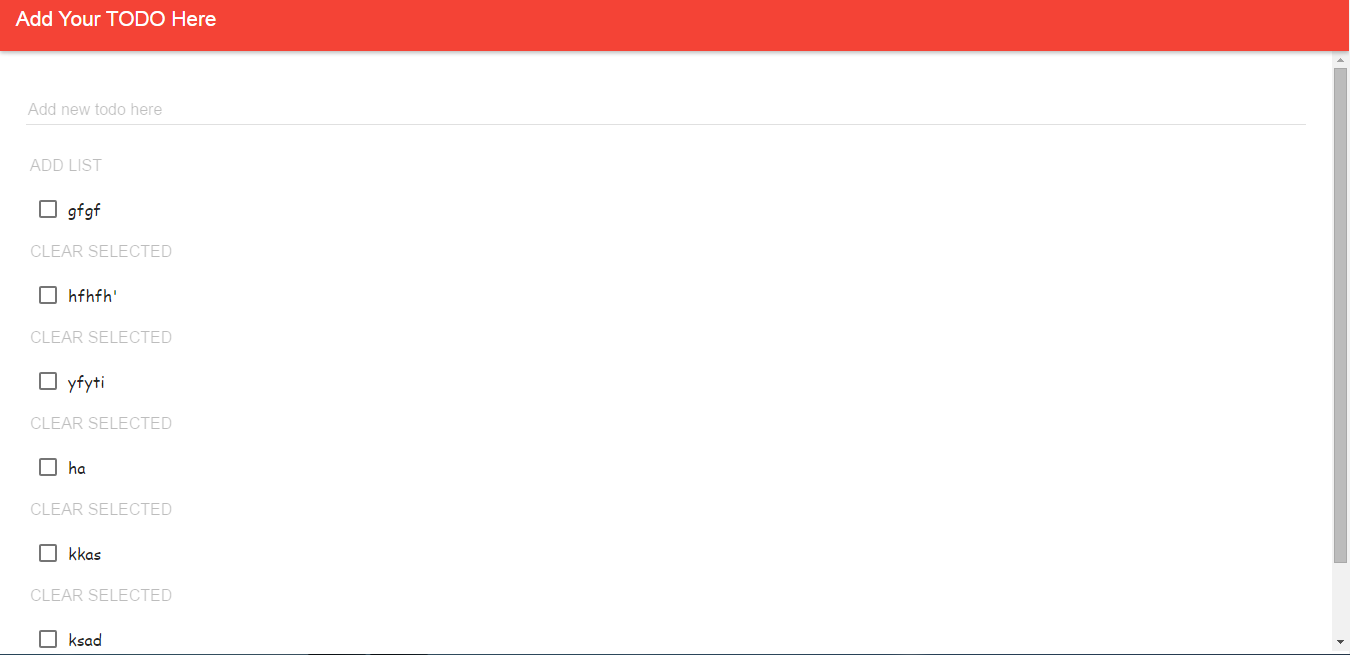 Add Your TODO Here
Add new todo here
ADD LIST
gfgf
CLEAR SELECTED
hfhfh'
CLEAR SELECTED
yfyti
CLEAR SELECTED
ha
CLEAR SELECTED
kkas
CLEAR SELECTED
ksad